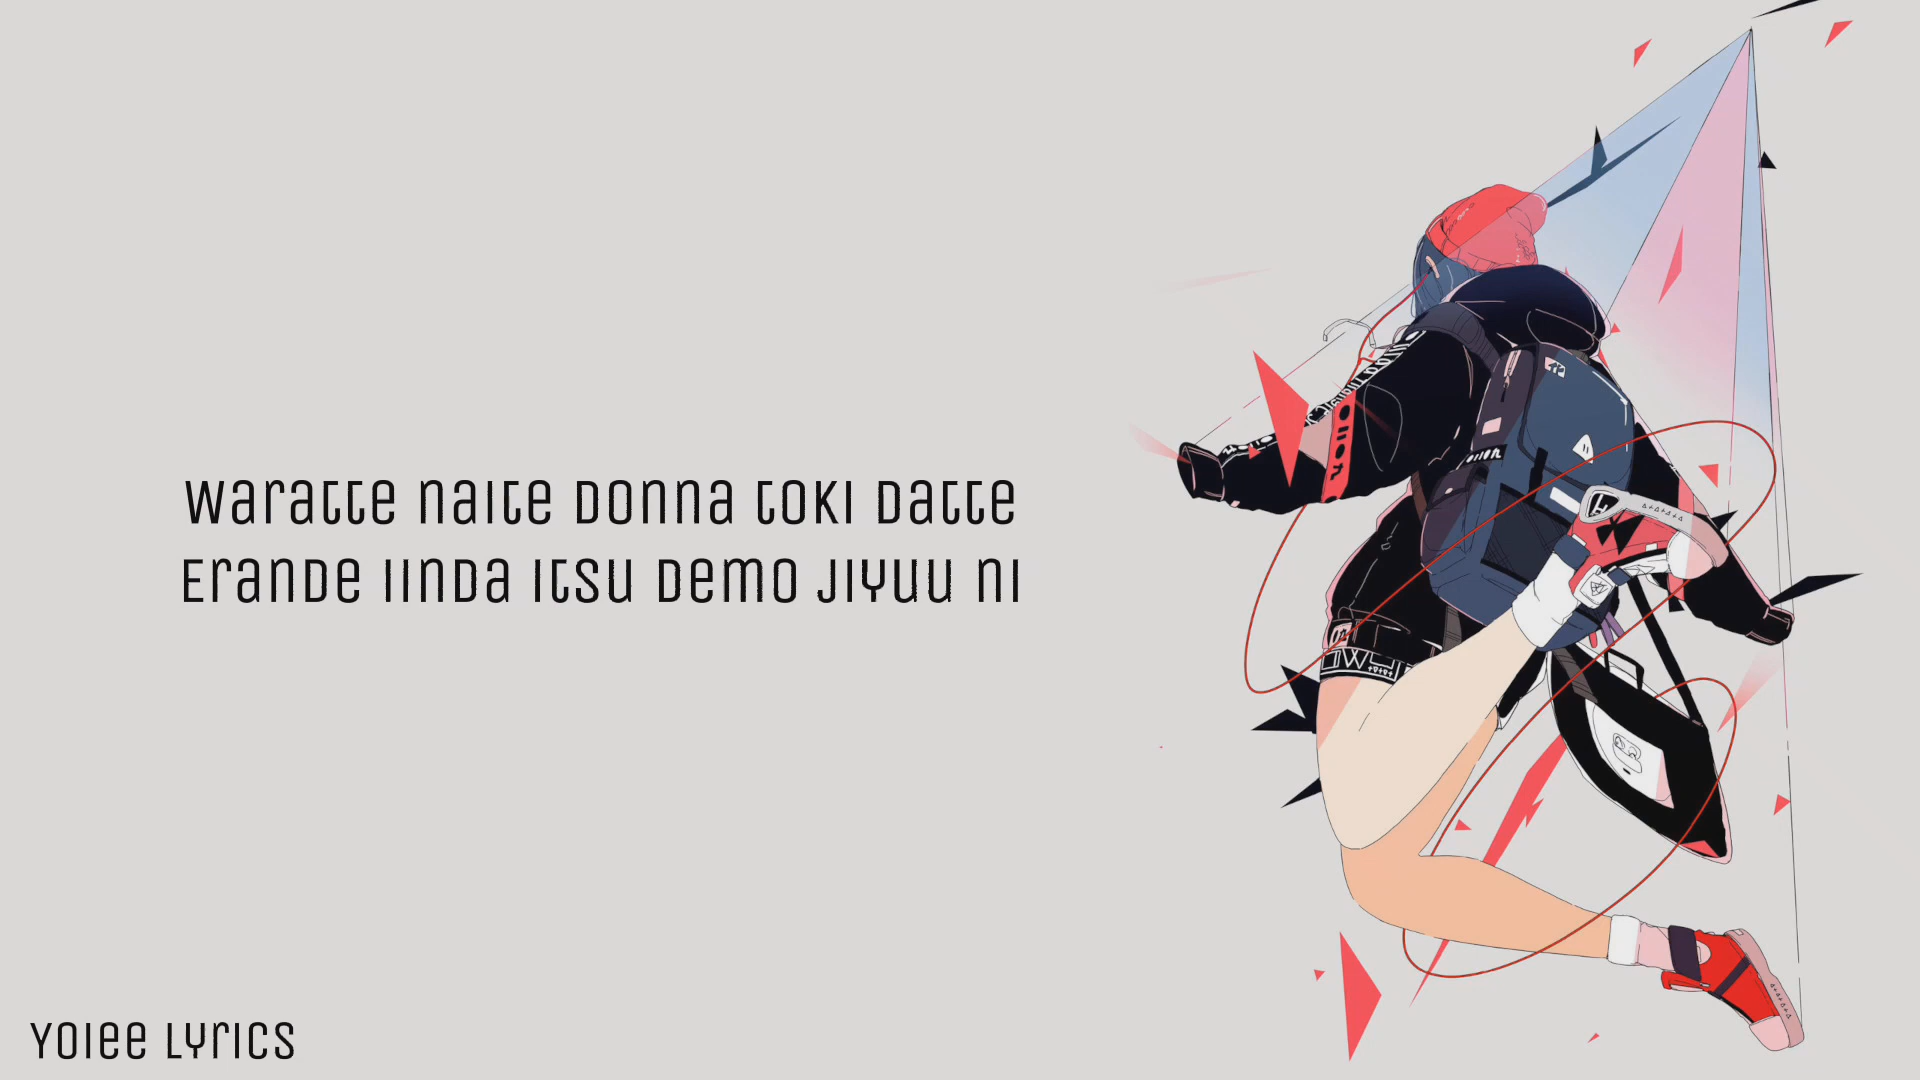 Waratte naite donna toki datte
Erande iinda itsu demo jiyuu ni
Yoiee Lyrics